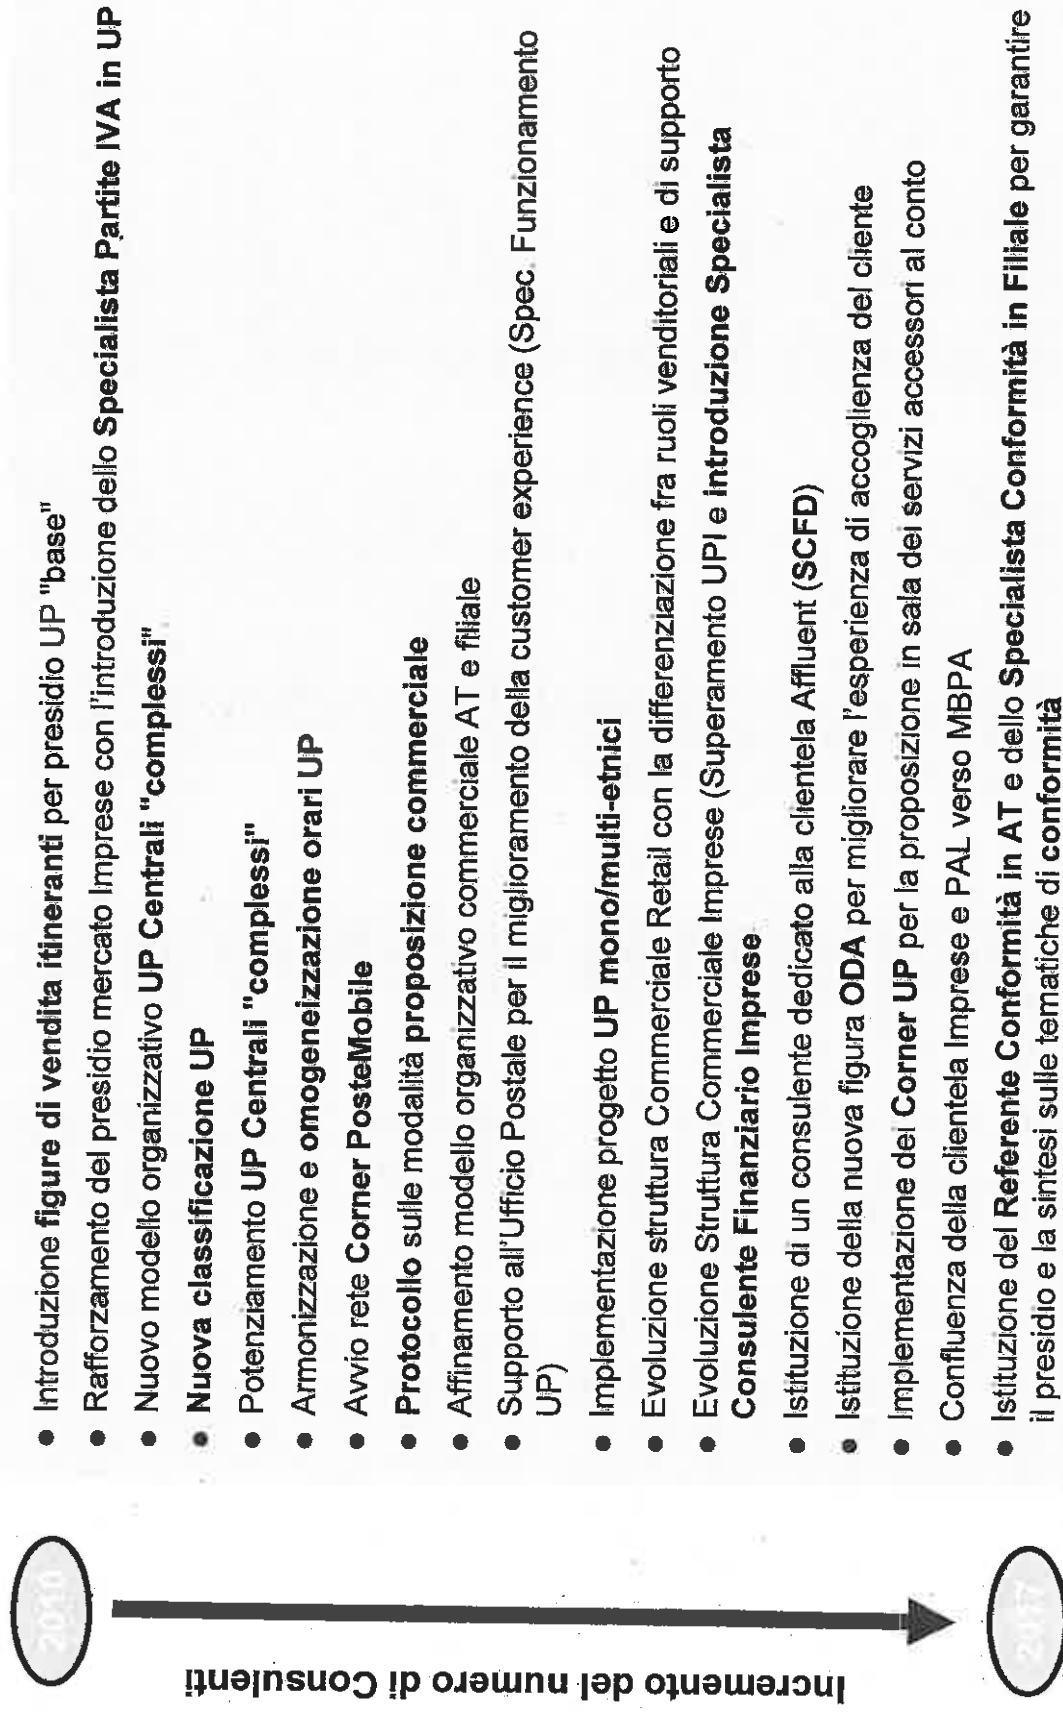 2010
Incremento del numero di Consulenti
2017
● Introduzione figure di vendita itineranti per presidio UP "base"
● Rafforzamento del presidio mercato Imprese con l'introduzione dello Specialista Partite IVA in UP
● Nuovo modello organizzativo UP Centrali "complessi"
● Nuova classificazione UP
● Potenziamento UP Centrali "complessi"
● Armonizzazione e omogeneizzazione orari UP
● Avvio rete Corner PosteMobile
● Protocollo sulle modalità proposizione commerciale
● Affinamento modello organizzativo commerciale AT e filiale
● Supporto all'Ufficio Postale per il miglioramento della customer experience (Spec. Funzionamento
UP)
● Implementazione progetto UP mono/multi-etnici
● Evoluzione struttura Commerciale Retail con la differenziazione fra ruoli venditoriali e di supporto
● Evoluzione Struttura Commerciale Imprese (Superamento UPI e introduzione Specialista
Consulente Finanziario Imprese
● Istituzione di un consulente dedicato alla clientela Affluent (SCFD)
● Istituzione della nuova figura ODA per migliorare l'esperienza di accoglienza del cliente
● Implementazione dei Corner UP per la proposizione in sala dei servizi accessori al conto
● Confluenza della clientela Imprese e PAL verso MBPA
● Istituzione del Referente Conformità in AT e dello Specialista Conformità in Filiale per garantire
il presidio e la sintesi sulle tematiche di conformità